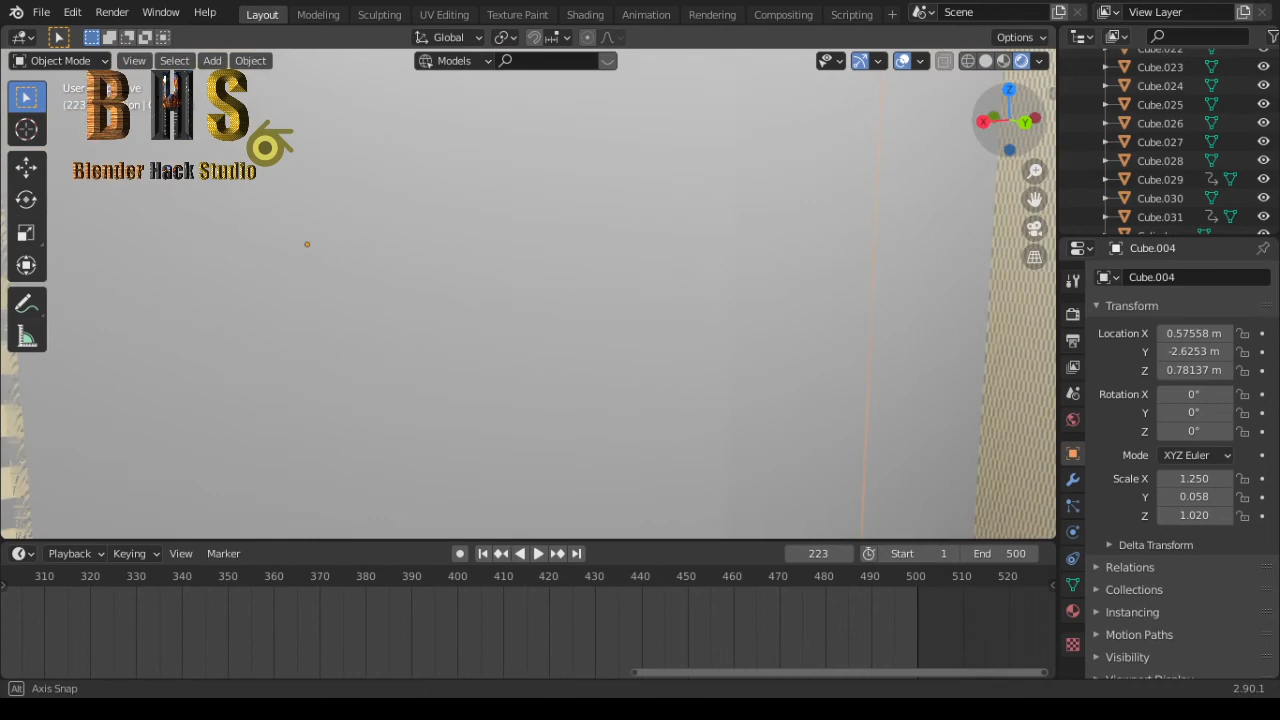 File Edit Render Window Help Layout Modeling Sculpting UV Editing Texture Paint Shading Animation Rendering Compositing Scripting Scene View Layer
Global Options
Object Mode View Select Add Object Models
Cube.023
Cube.024
Cube.025
Cube.026
Cube.027
Cube.028
Cube.029
Cube.030
Cube.031
B H S
Blender Hack Studio
Z
X
Y
Cube.004
Cube.004
Transform
Location X 0.57558 m
Y -2.6253 m
Z 0.78137 m
Rotation X 0°
Y 0°
Z 0°
Mode XYZ Euler
Scale X 1.250
Y 0.058
Z 1.020
Delta Transform
Relations
Collections
Instancing
Motion Paths
Visibility
Playback Keying View Marker 223 Start 1 End 500
310 320 330 340 350 360 370 380 390 400 410 420 430 440 450 460 470 480 490 500 510 520
Alt Axis Snap 2.90.1